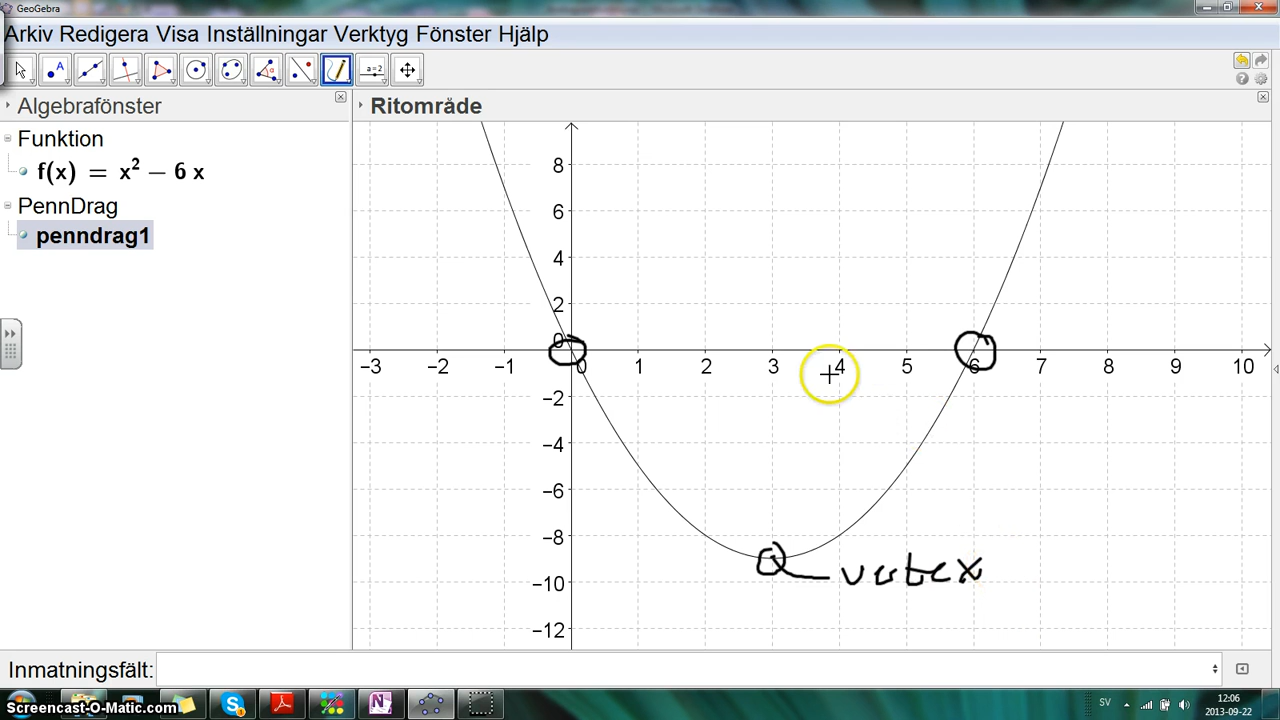 GeoGebra
Arkiv Redigera Visa Inställningar Verktyg Fönster Hjälp
A
a=2
Algebrafönster
Ritområde
Funktion
f(x) = x² − 6 x
PennDrag
penndrag1
8
6
4
2
0
−3 −2 −1 0 1 2 3 4 5 6 7 8 9 10
−2
−4
−6
−8
−10
−12
vertex
Inmatningsfält:
Screencast-O-Matic.com
SV
12:06
2013-09-22